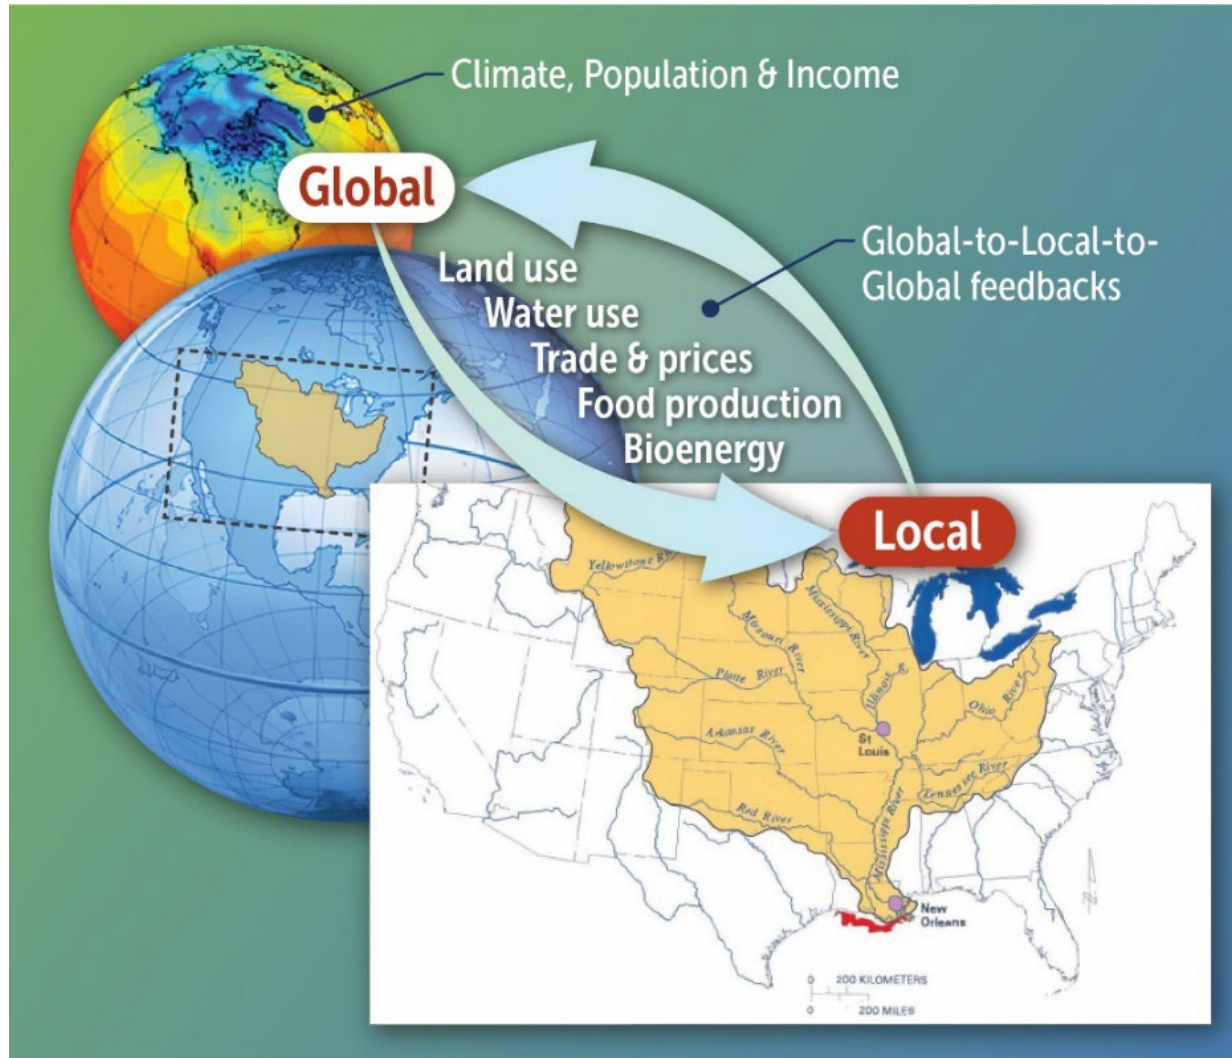 Climate, Population & Income
Global
Global-to-Local-to-
Global feedbacks
Land use
Water use
Trade & prices
Food production
Bioenergy
Local
Yellowstone
Mississippi River
Missouri River
Platte River
Illinois R.
Ohio River
St
Louis
Arkansas River
Tennessee River
Red River
Mississippi River
New
Orleans
0 200 KILOMETERS
0 200 MILES